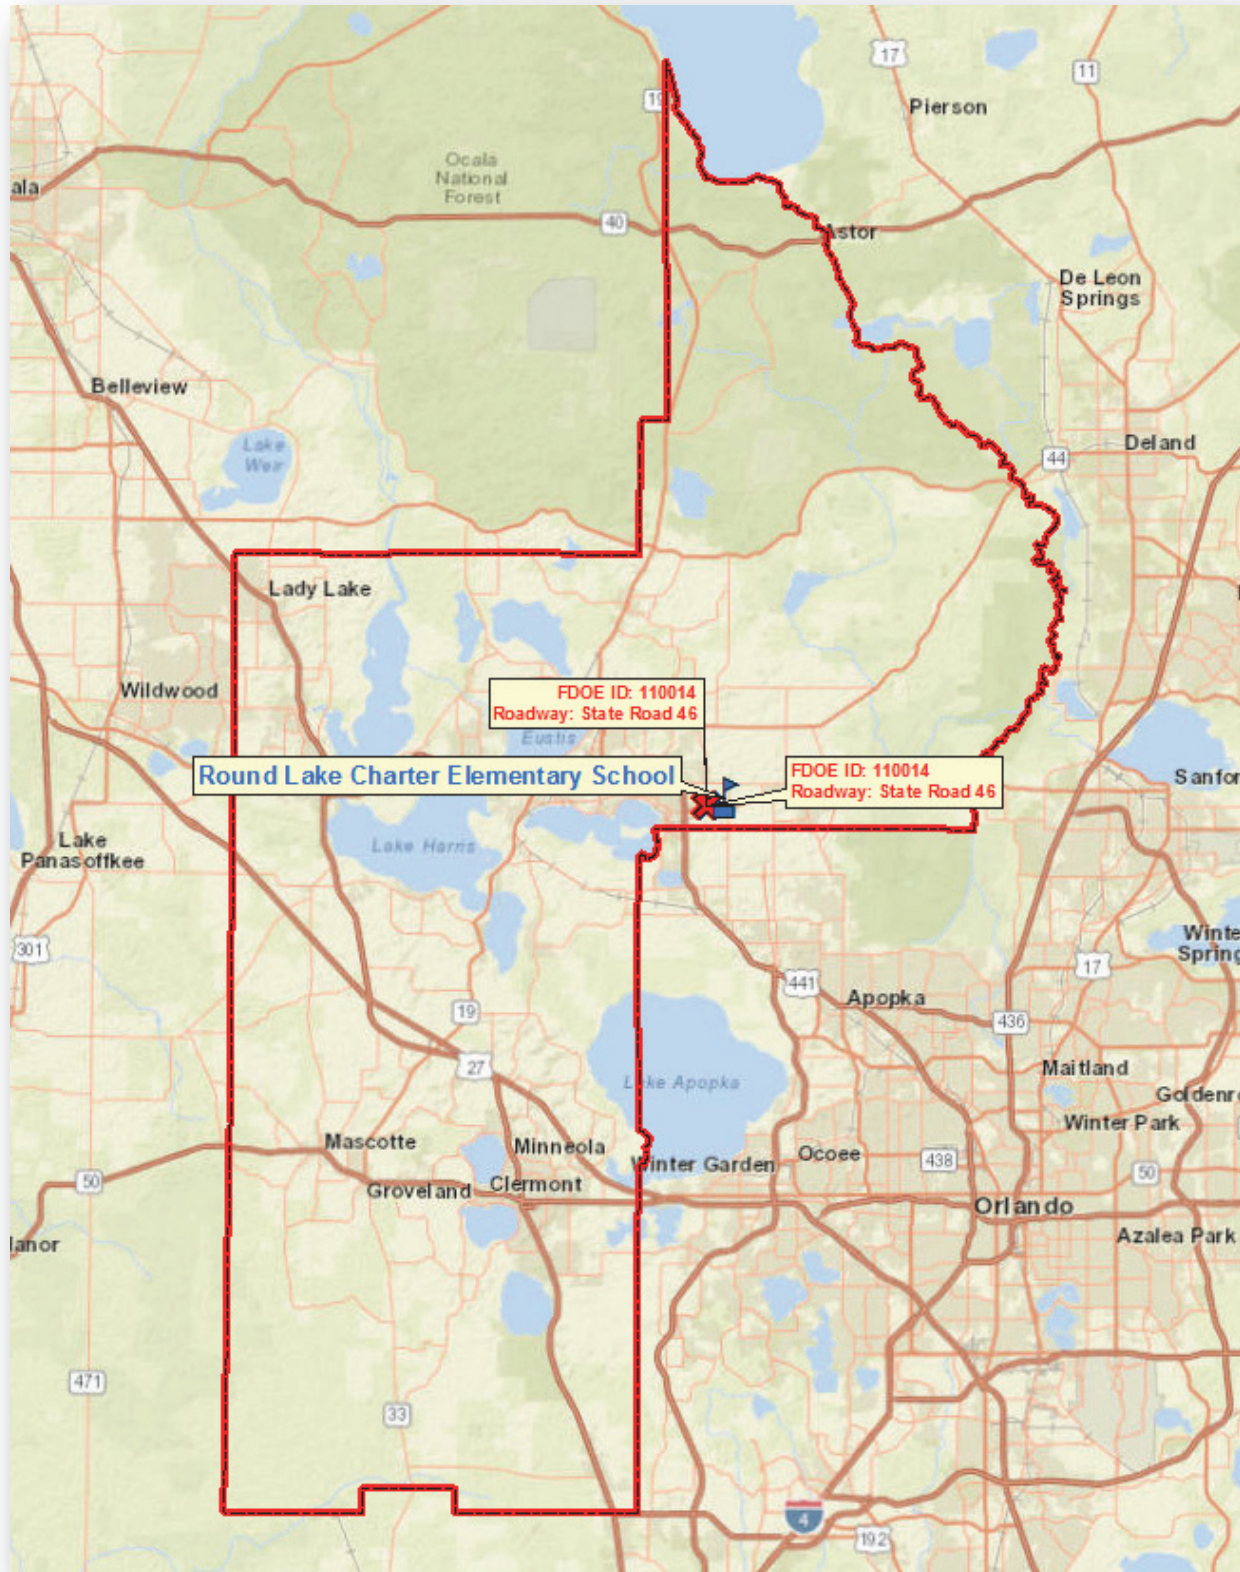 17
11
19
Pierson
Ocala
National
Forest
ala
40
Astor
De Leon
Springs
Belleview
Lake
Weir
44
Deland
Lady Lake
Wildwood
FDOE ID: 110014
Roadway: State Road 46
Eustis
Round Lake Charter Elementary School
FDOE ID: 110014
Roadway: State Road 46
Sanfor
Lake
Panasoffkee
Lake Harris
301
Winte
Spring
17
441
Apopka
19
436
27
Lake Apopka
Maitland
Goldenro
Winter Park
Mascotte
Minneola
Winter Garden
Ocoee
438
50
50
Groveland
Clermont
Orlando
lanor
Azalea Park
471
33
4
192